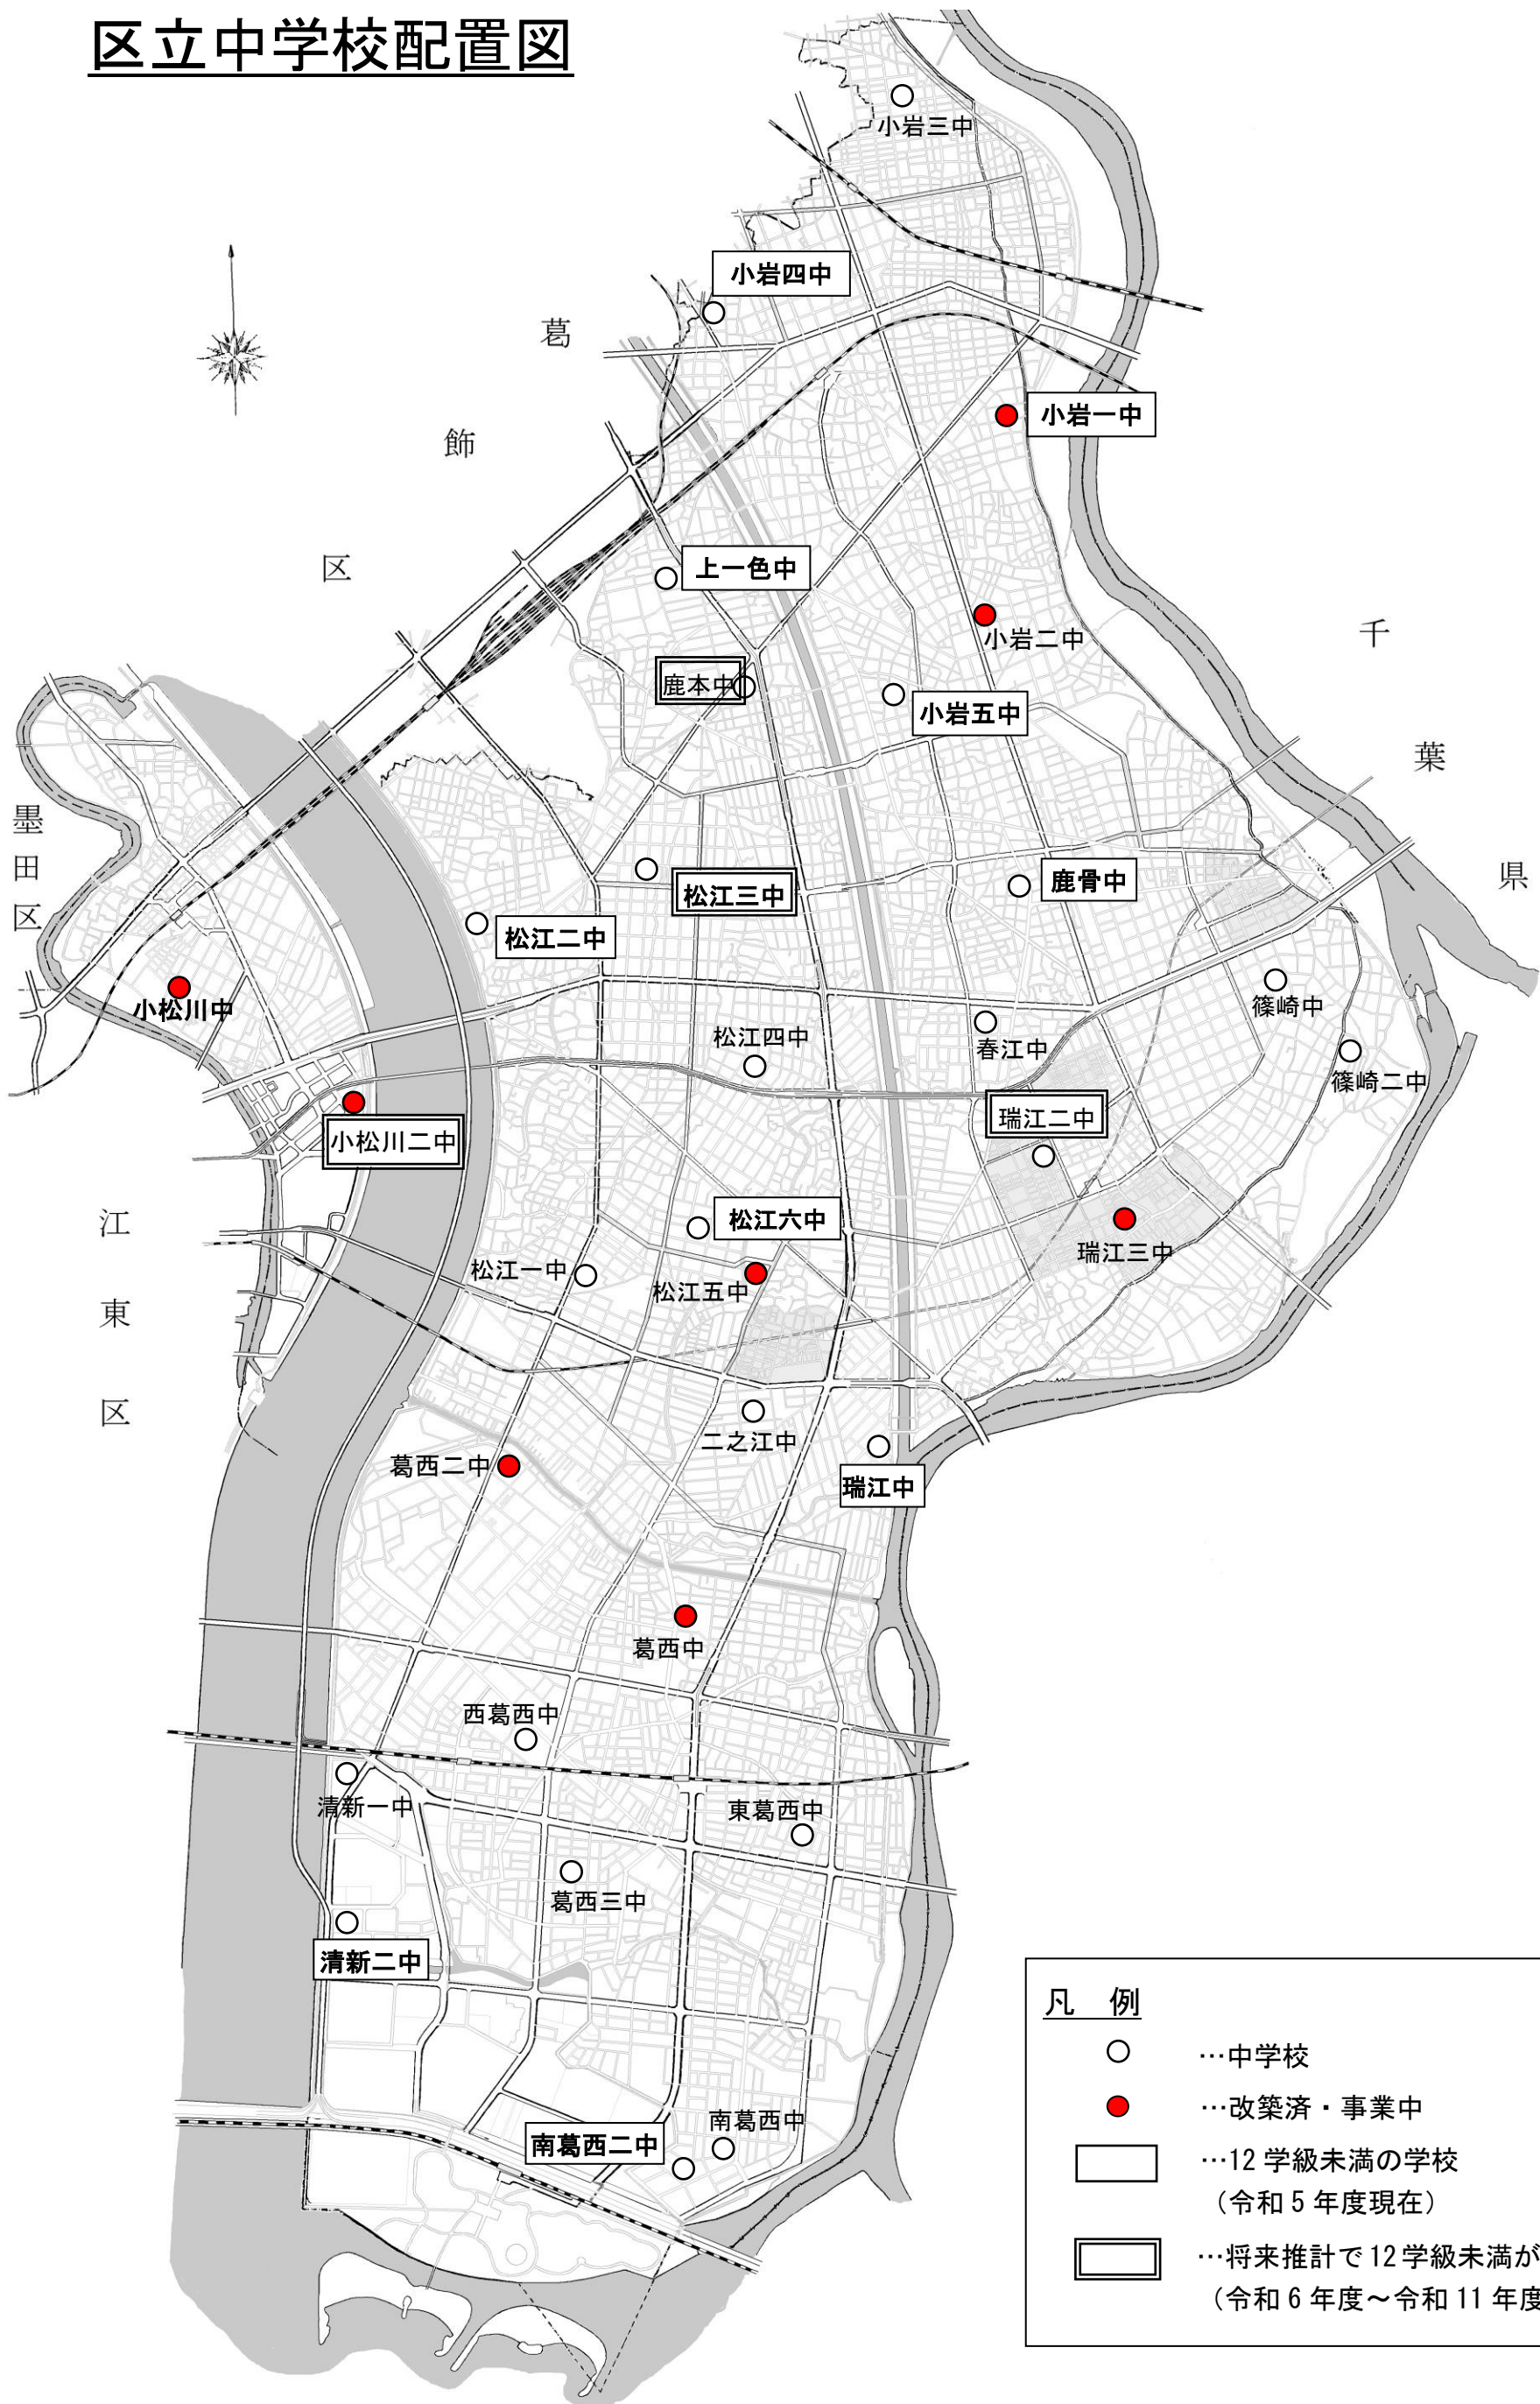 区立中学校配置図
小岩三中
小岩四中
葛飾区
小岩一中
上一色中
小岩二中
千葉県
鹿本中
小岩五中
墨田区
松江三中
鹿骨中
松江二中
小松川中
篠崎中
春江中
松江四中
篠崎二中
小松川二中
瑞江二中
江東区
松江六中
瑞江三中
松江一中
松江五中
二之江中
葛西二中
瑞江中
葛西中
西葛西中
清新一中
東葛西中
葛西三中
清新二中
南葛西中
南葛西二中
凡 例
…中学校
…改築済・事業中
…12学級未満の学校
(令和5年度現在)
…将来推計で12学級未満が
(令和6年度～令和11年度